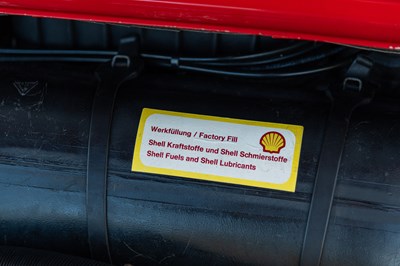 Werkfüllung / Factory Fill
Shell Kraftstoffe und Shell Schmierstoffe
Shell Fuels and Shell Lubricants